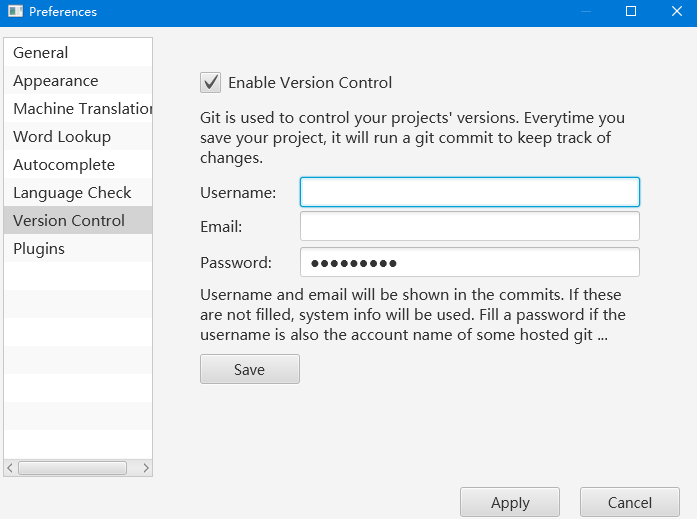 Preferences
General
Appearance
Machine Translation
Word Lookup
Autocomplete
Language Check
Version Control
Plugins
Enable Version Control
Git is used to control your projects' versions. Everytime you
save your project, it will run a git commit to keep track of
changes.
Username:
Email:
Password: ●●●●●●●●●
Username and email will be shown in the commits. If these
are not filled, system info will be used. Fill a password if the
username is also the account name of some hosted git ...
Save
Apply
Cancel